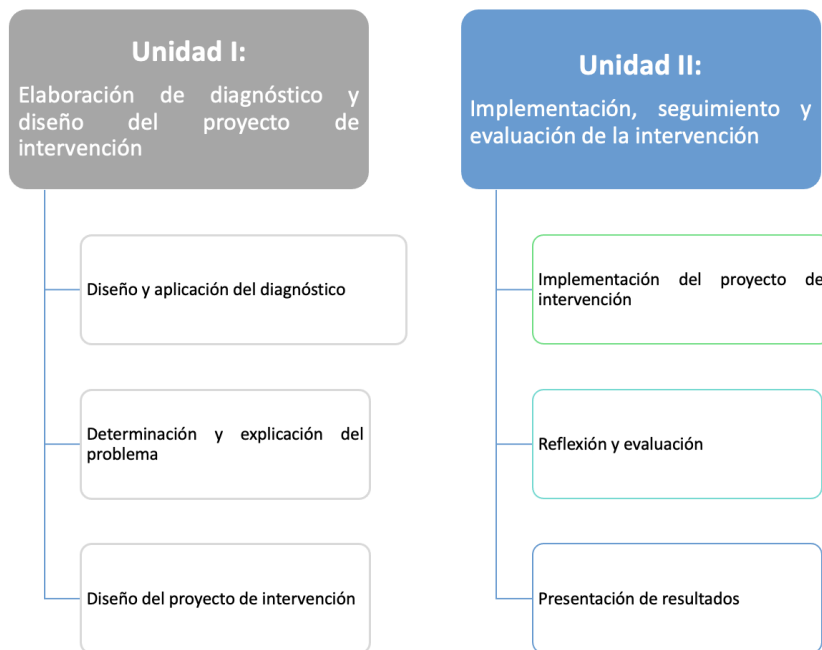 Unidad I:
Elaboración de diagnóstico y
diseño del proyecto de
intervención
Diseño y aplicación del diagnóstico
Determinación y explicación del
problema
Diseño del proyecto de intervención
Unidad II:
Implementación, seguimiento y
evaluación de la intervención
Implementación del proyecto de
intervención
Reflexión y evaluación
Presentación de resultados